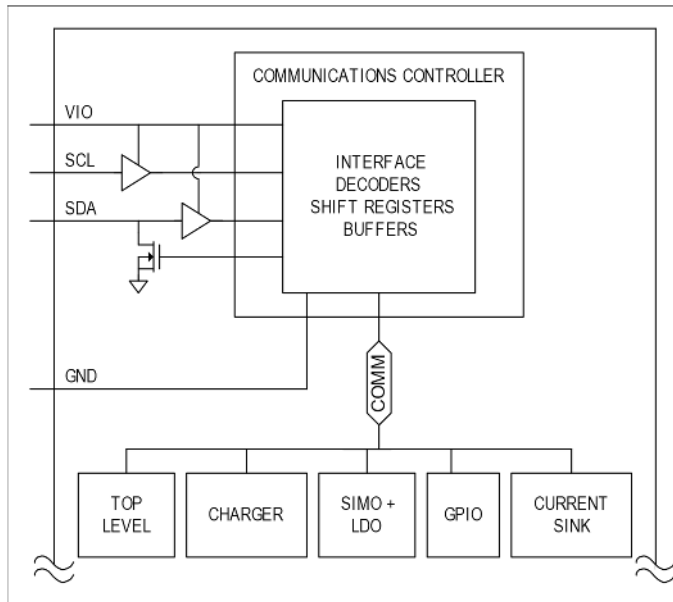 COMMUNICATIONS CONTROLLER
VIO
SCL
SDA
INTERFACE
DECODERS
SHIFT REGISTERS
BUFFERS
GND
COMM
TOP
LEVEL
CHARGER
SIMO +
LDO
GPIO
CURRENT
SINK